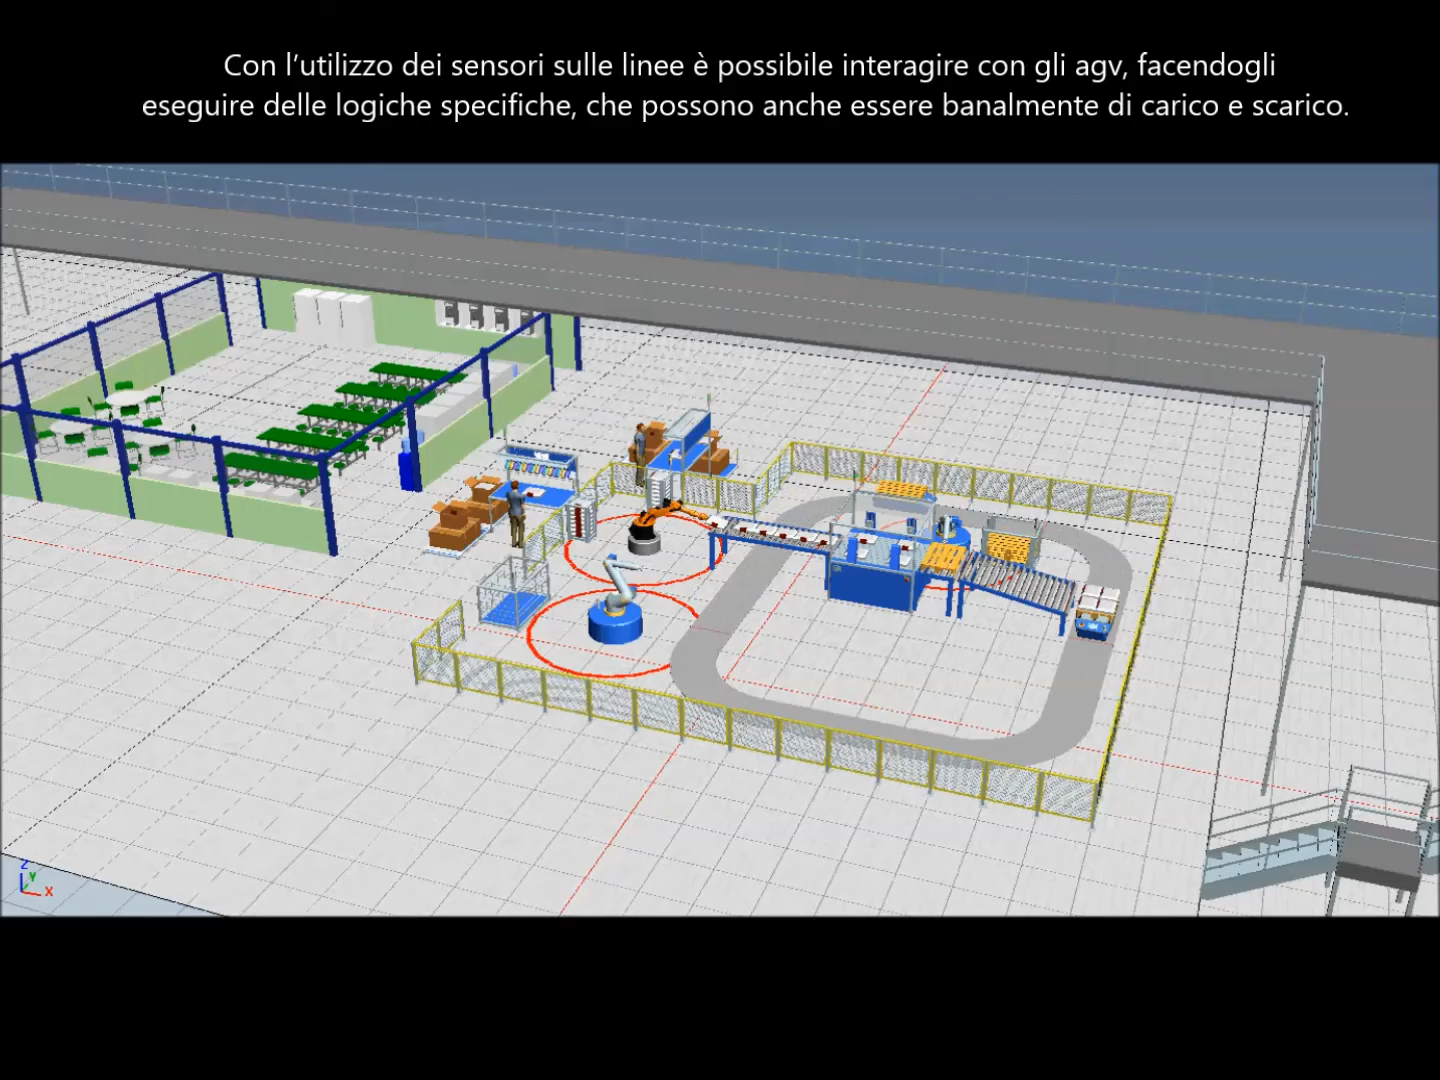 Con l’utilizzo dei sensori sulle linee è possibile interagire con gli agv, facendogli
eseguire delle logiche specifiche, che possono anche essere banalmente di carico e scarico.
Z
Y
X